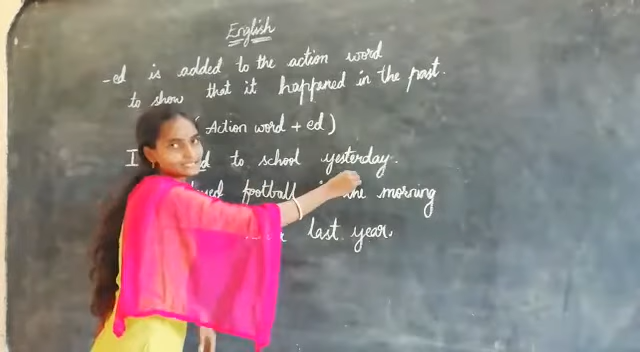 English
-ed is added to the action word
to show that it happened in the past.
(Action word + ed)
I to school yesterday.
football the morning
last year.